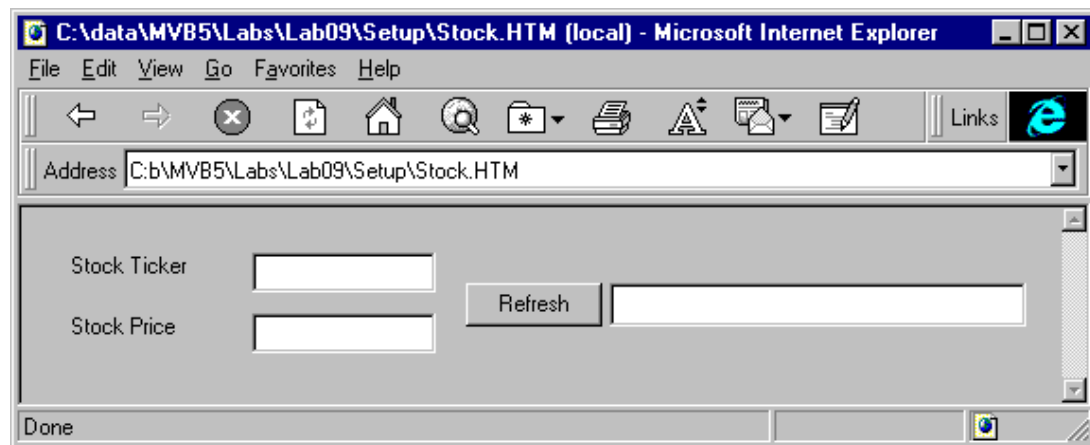 C:\data\MVB5\Labs\Lab09\Setup\Stock.HTM (local) - Microsoft Internet Explorer
File Edit View Go Favorites Help
Links
Address C:b\MVB5\Labs\Lab09\Setup\Stock.HTM
Stock Ticker
Refresh
Stock Price
Done